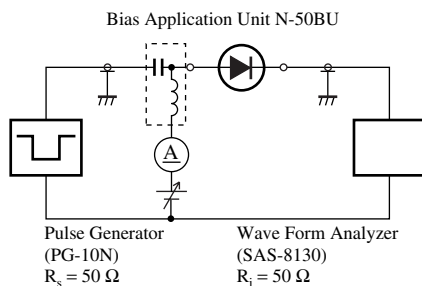 Bias Application Unit N-50BU
A
Pulse Generator
(PG-10N)
Rs = 50 Ω
Wave Form Analyzer
(SAS-8130)
Ri = 50 Ω